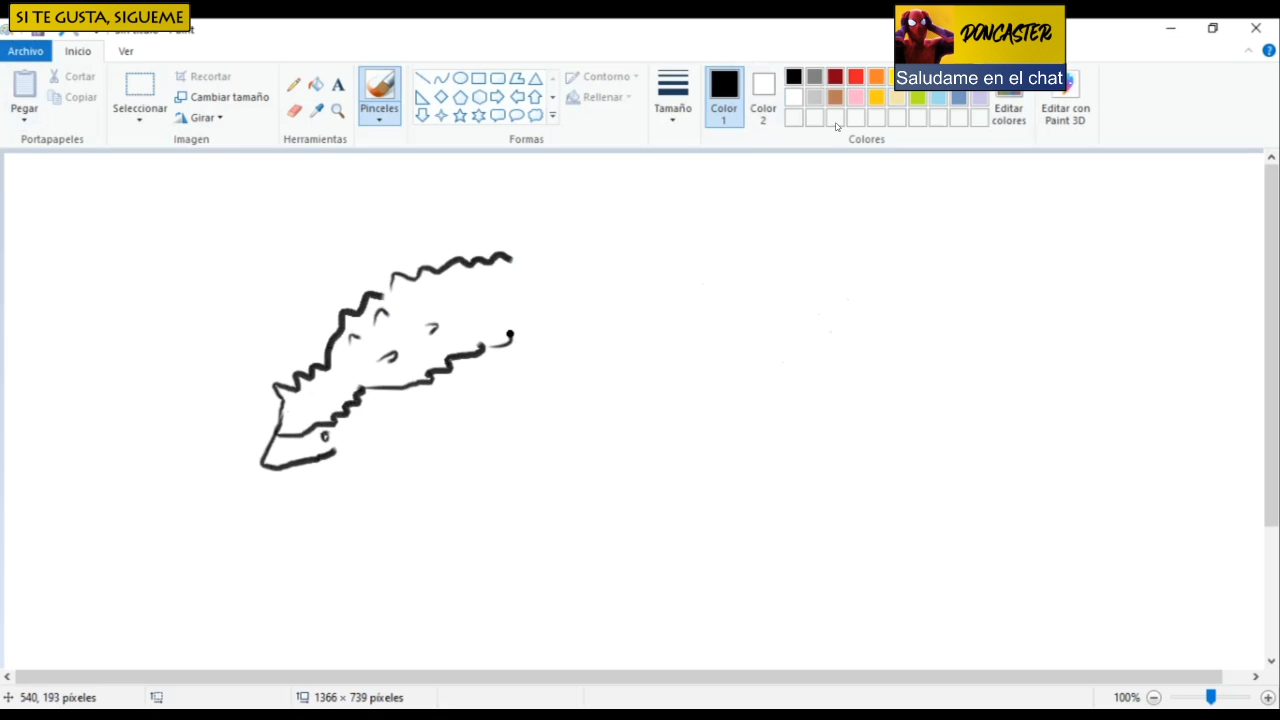 SI TE GUSTA, SIGUEME
DONCASTER
Saludame en el chat
Archivo
Inicio
Ver
Pegar
Cortar
Copiar
Portapapeles
Seleccionar
Recortar
Cambiar tamaño
Girar
Imagen
A
Herramientas
Pinceles
Contorno
Rellenar
Formas
Tamaño
Color
1
Color
2
Editar
colores
Editar con
Paint 3D
Colores
540, 193 píxeles
1366 × 739 píxeles
100%